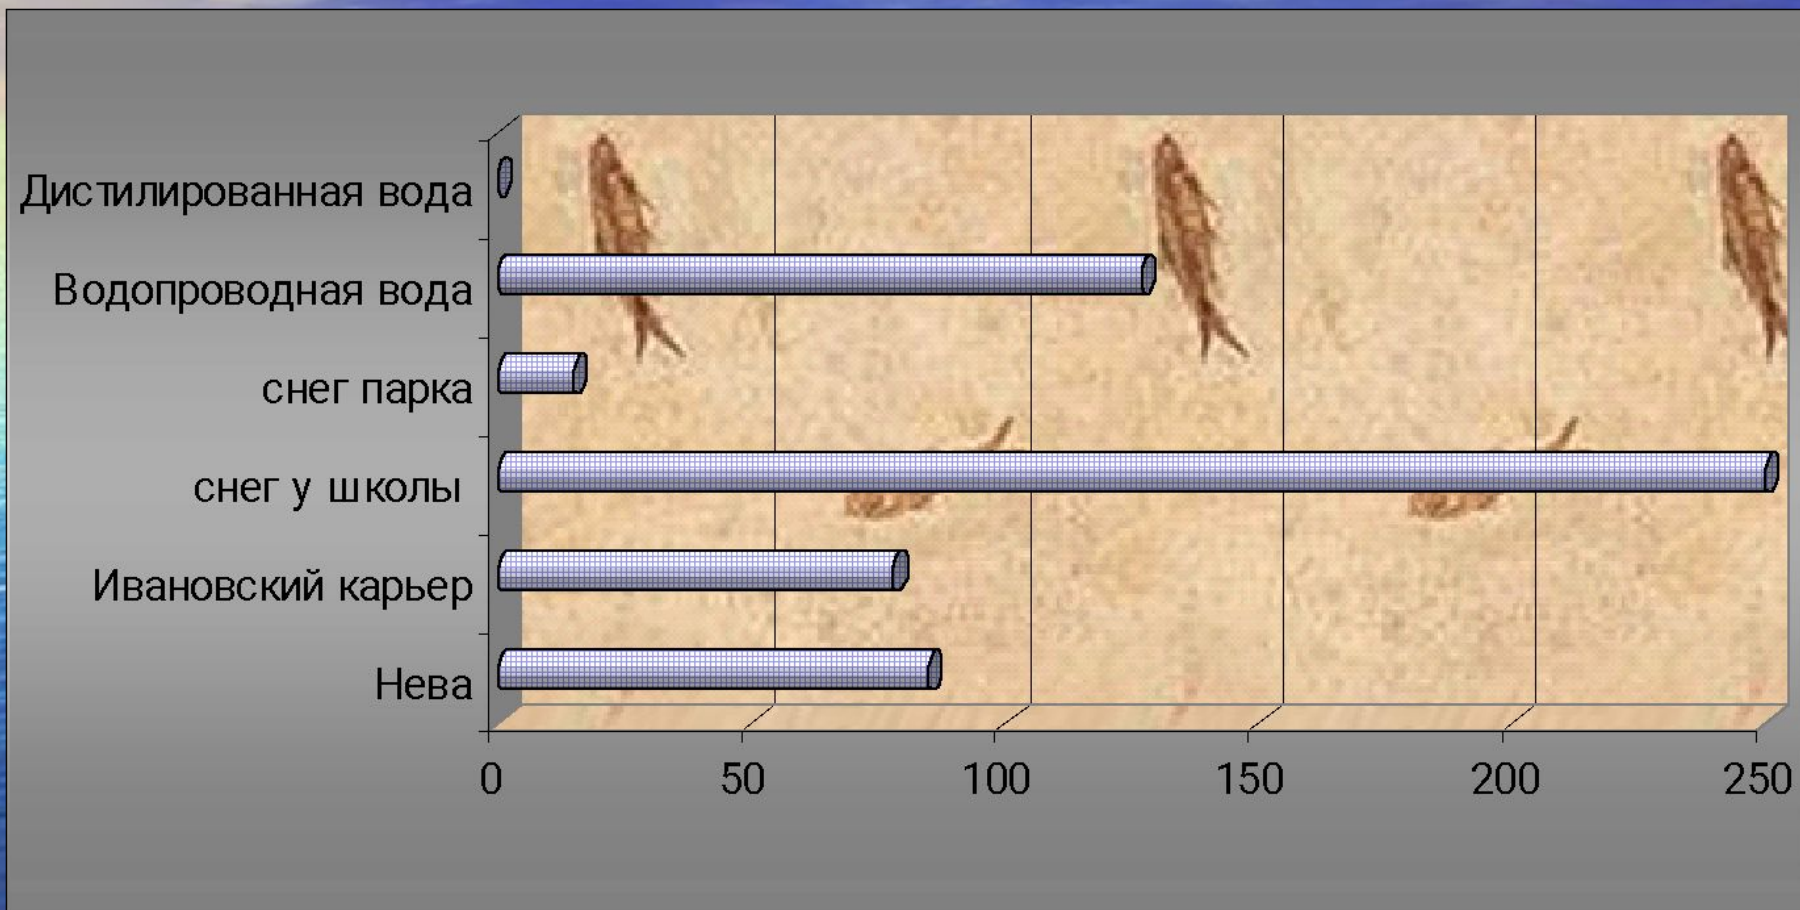 Дистилированная вода
Водопроводная вода
снег парка
снег у школы
Ивановский карьер
Нева
0 50 100 150 200 250